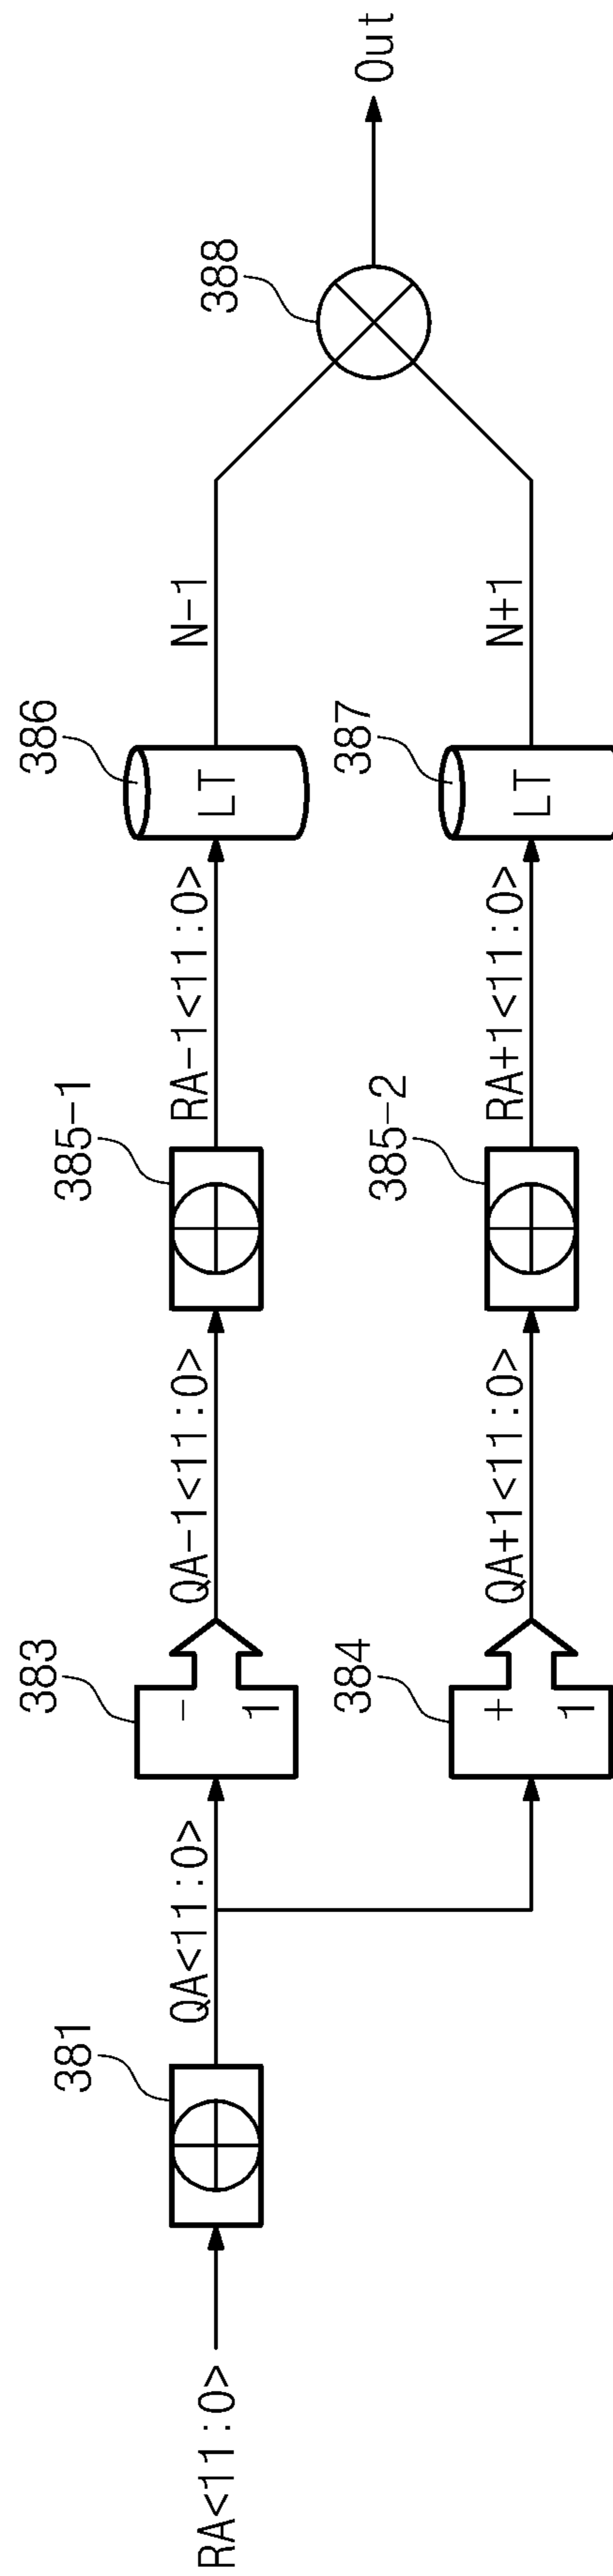 RA<11:0>
381
QA<11:0>
383
-
1
QA-1<11:0>
385-1
RA-1<11:0>
386
LT
N-1
384
+
1
QA+1<11:0>
385-2
RA+1<11:0>
387
LT
N+1
388
Out